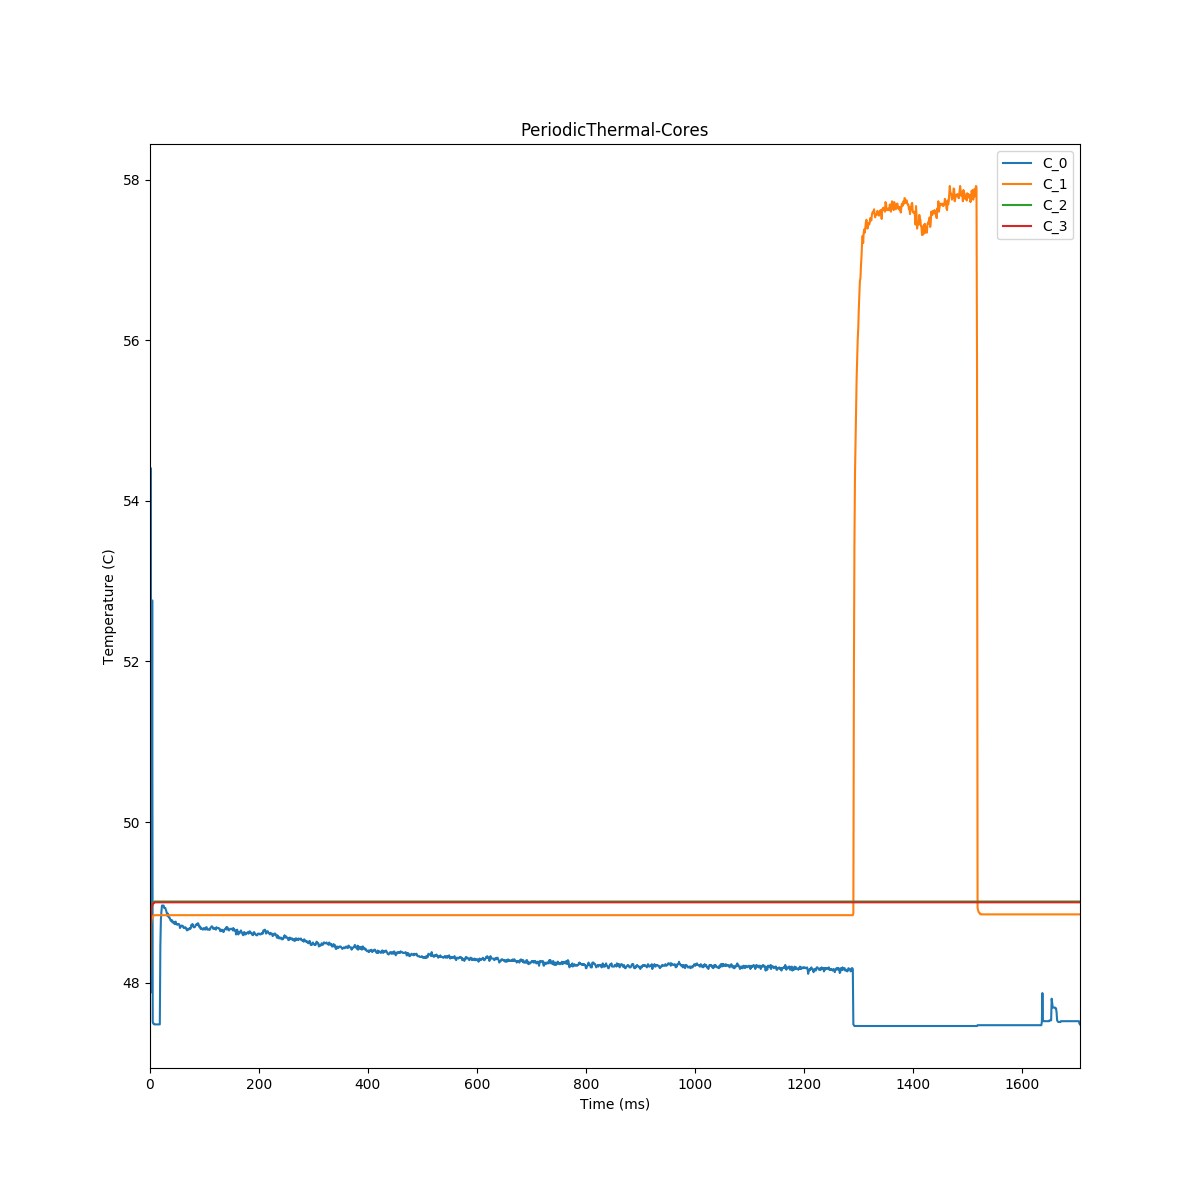 PeriodicThermal-Cores
C_0
C_1
C_2
C_3
58
56
54
52
50
48
Temperature (C)
0 200 400 600 800 1000 1200 1400 1600
Time (ms)